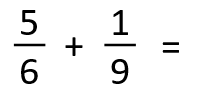 5/6 + 1/9 =